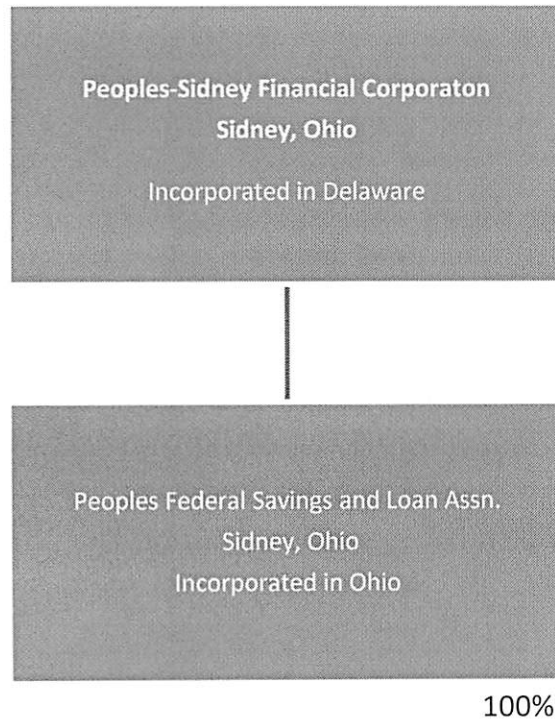 Peoples-Sidney Financial Corporaton
Sidney, Ohio
Incorporated in Delaware
Peoples Federal Savings and Loan Assn.
Sidney, Ohio
Incorporated in Ohio
100%